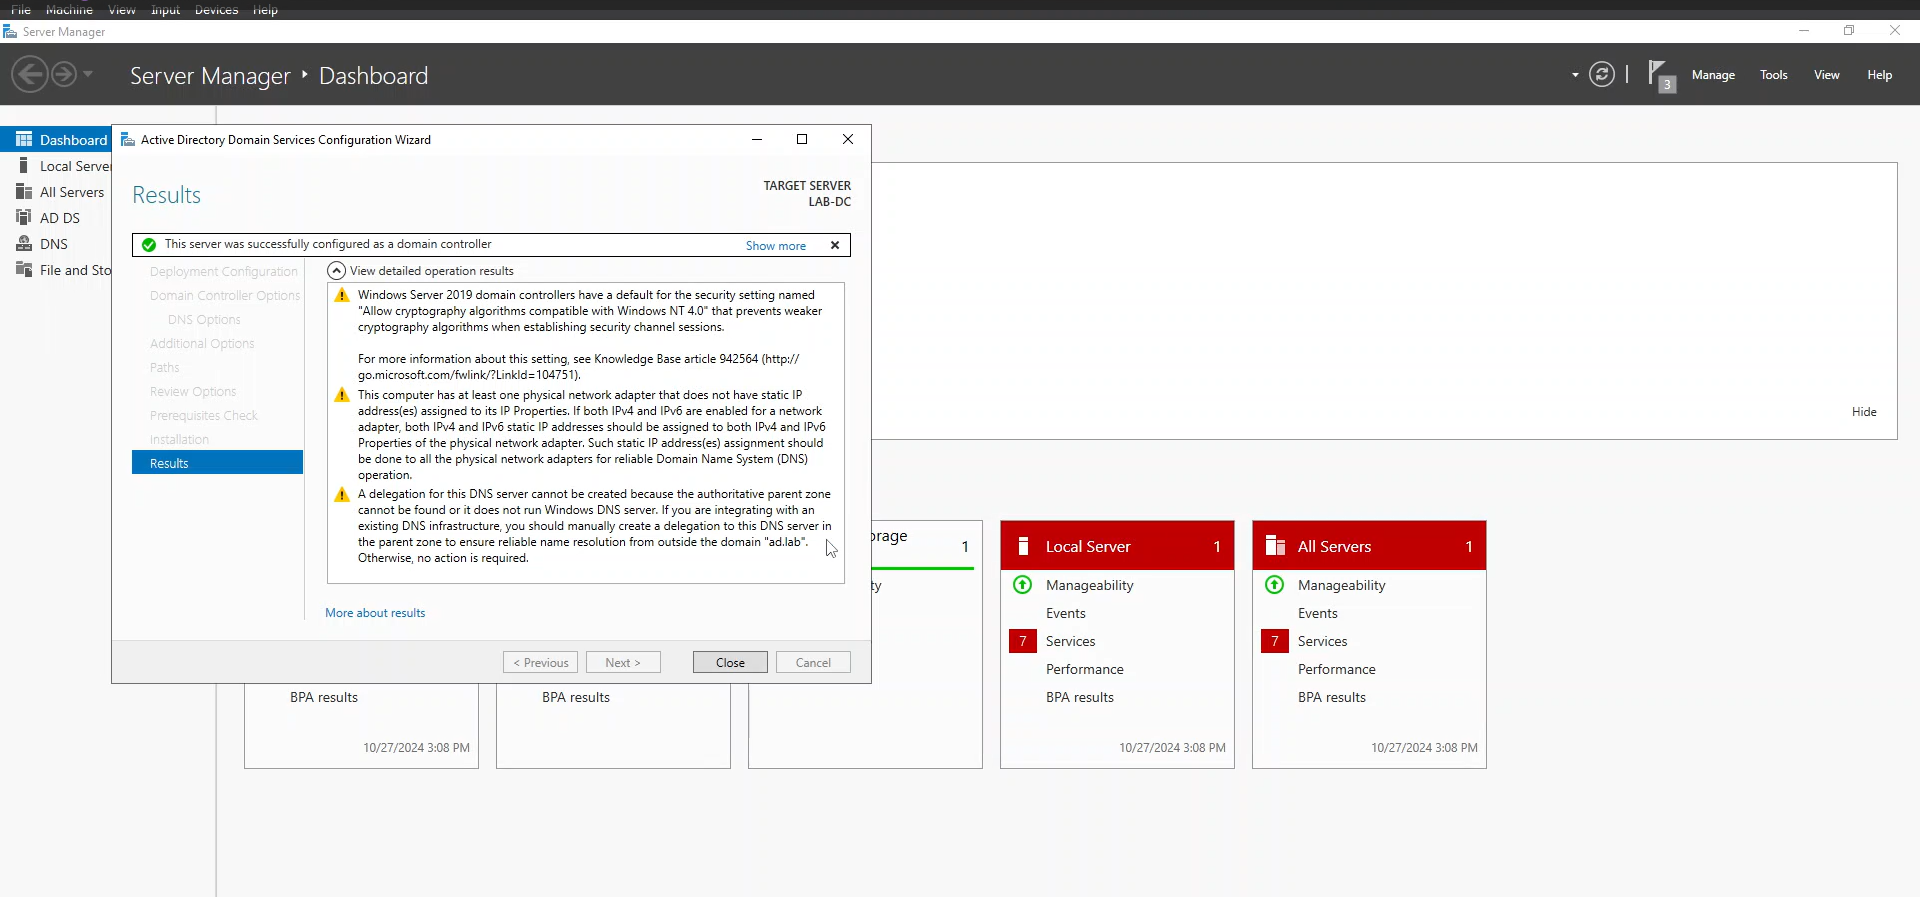 File Machine View Input Devices Help
Server Manager
Server Manager Dashboard
3 Manage Tools View Help
Dashboard
Local Server
All Servers
AD DS
DNS
File and Sto
Active Directory Domain Services Configuration Wizard
Results
TARGET SERVER
LAB-DC
This server was successfully configured as a domain controller
Show more
Deployment Configuration
Domain Controller Options
DNS Options
Additional Options
Paths
Review Options
Prerequisites Check
Installation
Results
View detailed operation results
Windows Server 2019 domain controllers have a default for the security setting named
"Allow cryptography algorithms compatible with Windows NT 4.0" that prevents weaker
cryptography algorithms when establishing security channel sessions.
For more information about this setting, see Knowledge Base article 942564 (http://
go.microsoft.com/fwlink/?LinkId=104751).
This computer has at least one physical network adapter that does not have static IP
address(es) assigned to its IP Properties. If both IPv4 and IPv6 are enabled for a network
adapter, both IPv4 and IPv6 static IP addresses should be assigned to both IPv4 and IPv6
Properties of the physical network adapter. Such static IP address(es) assignment should
be done to all the physical network adapters for reliable Domain Name System (DNS)
operation.
A delegation for this DNS server cannot be created because the authoritative parent zone
cannot be found or it does not run Windows DNS server. If you are integrating with an
existing DNS infrastructure, you should manually create a delegation to this DNS server in
the parent zone to ensure reliable name resolution from outside the domain "ad.lab".
Otherwise, no action is required.
More about results
< Previous
Next >
Close
Cancel
Hide
BPA results
10/27/2024 3:08 PM
BPA results
orage 1
ty
Local Server 1
Manageability
Events
7 Services
Performance
BPA results
10/27/2024 3:08 PM
All Servers 1
Manageability
Events
7 Services
Performance
BPA results
10/27/2024 3:08 PM